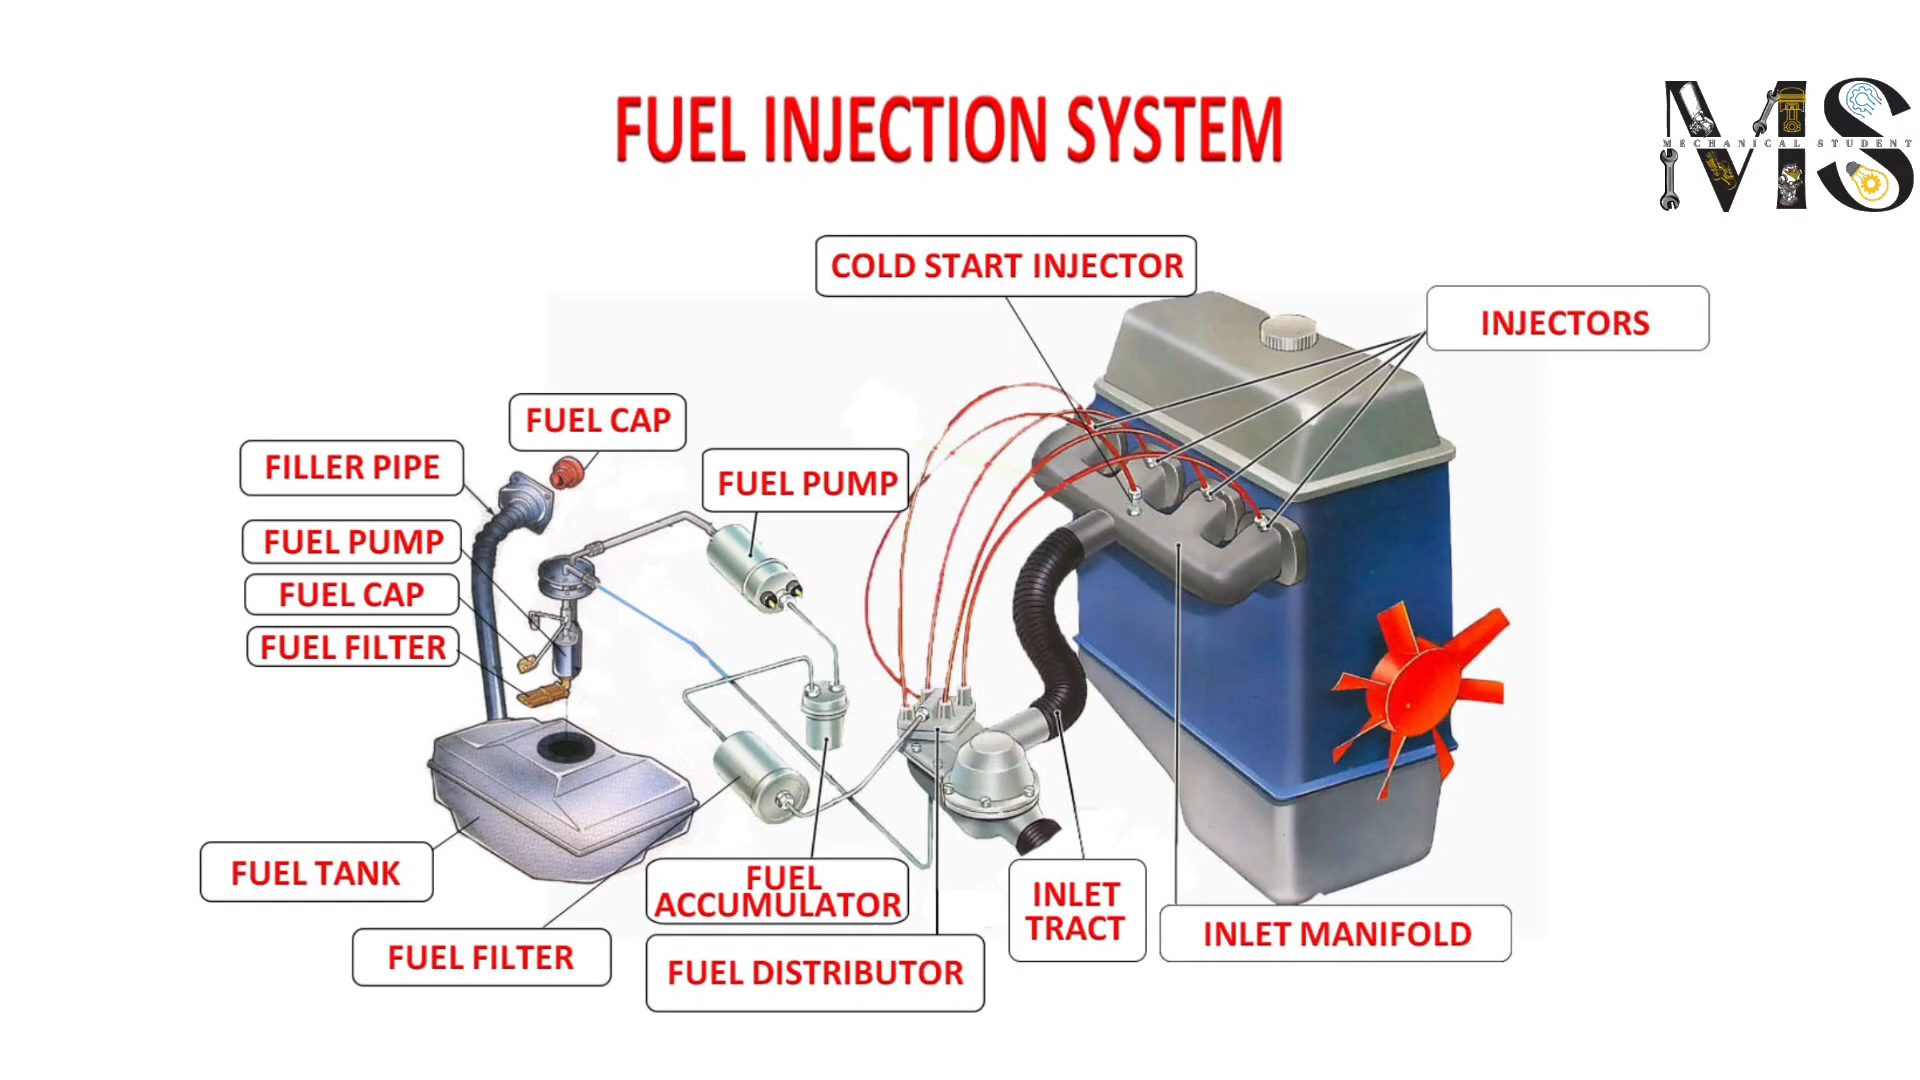 FUEL INJECTION SYSTEM
MS
MECHANICAL STUDENT
COLD START INJECTOR
INJECTORS
FUEL CAP
FILLER PIPE
FUEL PUMP
FUEL PUMP
FUEL CAP
FUEL FILTER
FUEL TANK
FUEL
ACCUMULATOR
INLET
TRACT
INLET MANIFOLD
FUEL FILTER
FUEL DISTRIBUTOR